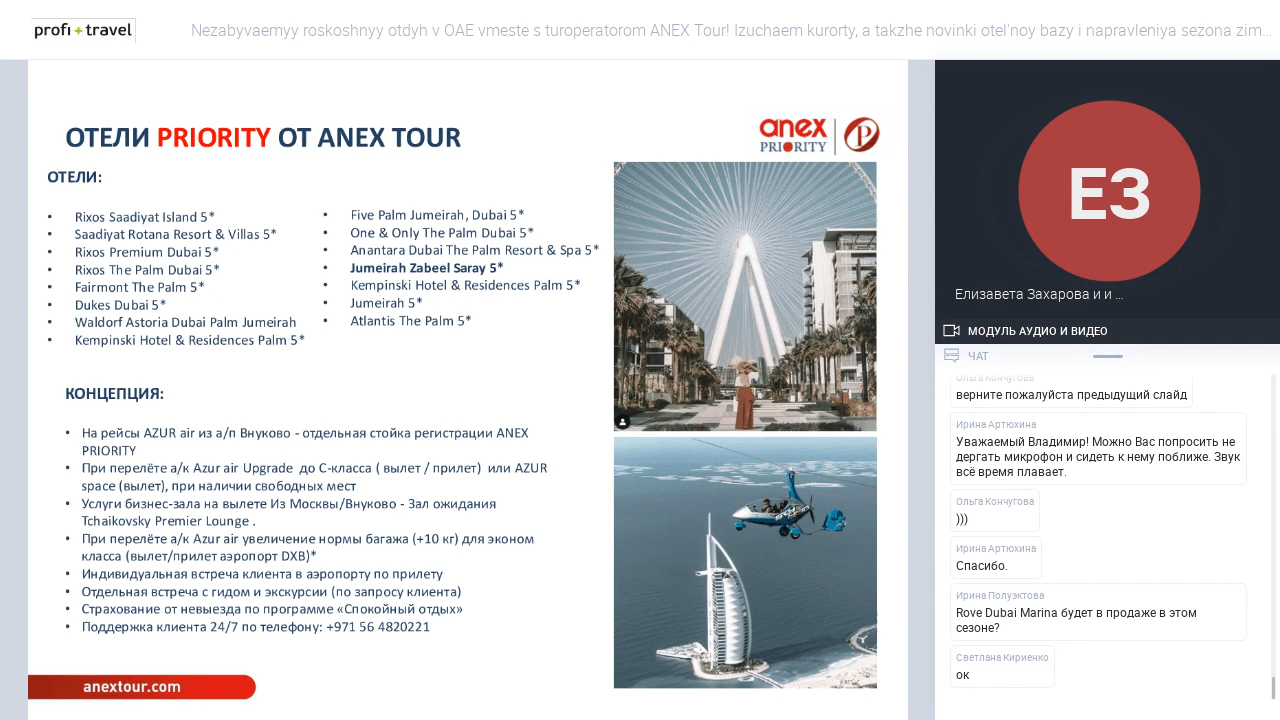 profi + travel
Nezabyvaemyy roskoshnyy otdyh v OAE vmeste s turoperatorom ANEX Tour! Izuchaem kurorty, a takzhe novinki otel'noy bazy i napravleniya sezona zim...
ОТЕЛИ PRIORITY ОТ ANEX TOUR
anex
PRIORITY
P
ОТЕЛИ:
• Rixos Saadiyat Island 5*
• Saadiyat Rotana Resort & Villas 5*
• Rixos Premium Dubai 5*
• Rixos The Palm Dubai 5*
• Fairmont The Palm 5*
• Dukes Dubai 5*
• Waldorf Astoria Dubai Palm Jumeirah
• Kempinski Hotel & Residences Palm 5*
• Five Palm Jumeirah, Dubai 5*
• One & Only The Palm Dubai 5*
• Anantara Dubai The Palm Resort & Spa 5*
• Jumeirah Zabeel Saray 5*
• Kempinski Hotel & Residences Palm 5*
• Jumeirah 5*
• Atlantis The Palm 5*
КОНЦЕПЦИЯ:
• На рейсы AZUR air из а/п Внуково - отдельная стойка регистрации ANEX
PRIORITY
• При перелёте а/к Azur air Upgrade до С-класса ( вылет / прилет) или AZUR
space (вылет), при наличии свободных мест
• Услуги бизнес-зала на вылете Из Москвы/Внуково - Зал ожидания
Tchaikovsky Premier Lounge .
• При перелёте а/к Azur air увеличение нормы багажа (+10 кг) для эконом
класса (вылет/прилет аэропорт DXB)*
• Индивидуальная встреча клиента в аэропорту по прилету
• Отдельная встреча с гидом и экскурсии (по запросу клиента)
• Страхование от невыезда по программе «Спокойный отдых»
• Поддержка клиента 24/7 по телефону: +971 56 4820221
anextour.com
ЕЗ
Елизавета Захарова и и ...
МОДУЛЬ АУДИО И ВИДЕО
ЧАТ
Ольга Кончугова
верните пожалуйста предыдущий слайд
Ирина Артюхина
Уважаемый Владимир! Можно Вас попросить не
дергать микрофон и сидеть к нему поближе. Звук
всё время плавает.
Ольга Кончугова
)))
Ирина Артюхина
Спасибо.
Ирина Полуэктова
Rove Dubai Marina будет в продаже в этом
сезоне?
Светлана Кириенко
ок